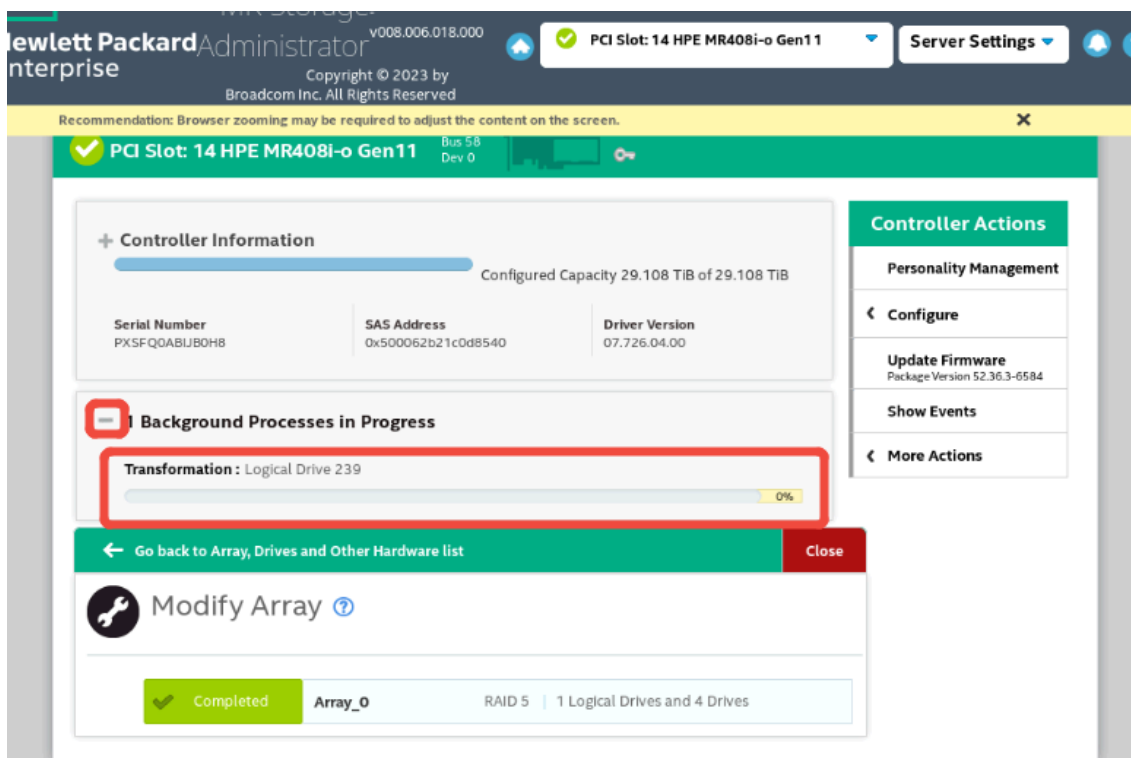 MR Storage
Hewlett Packard Administrator v008.006.018.000
Enterprise
Copyright © 2023 by
Broadcom Inc. All Rights Reserved
PCI Slot: 14 HPE MR408i-o Gen11
Server Settings
Recommendation: Browser zooming may be required to adjust the content on the screen.
PCI Slot: 14 HPE MR408i-o Gen11
Bus 58
Dev 0
Controller Information
Configured Capacity 29.108 TiB of 29.108 TiB
Serial Number
PXSFQ0ABIJB0H8
SAS Address
0x500062b21c0d8540
Driver Version
07.726.04.00
1 Background Processes in Progress
Transformation : Logical Drive 239
0%
Controller Actions
Personality Management
Configure
Update Firmware
Package Version 52.36.3-6584
Show Events
More Actions
Go back to Array, Drives and Other Hardware list
Close
Modify Array ?
Completed
Array_0
RAID 5 | 1 Logical Drives and 4 Drives